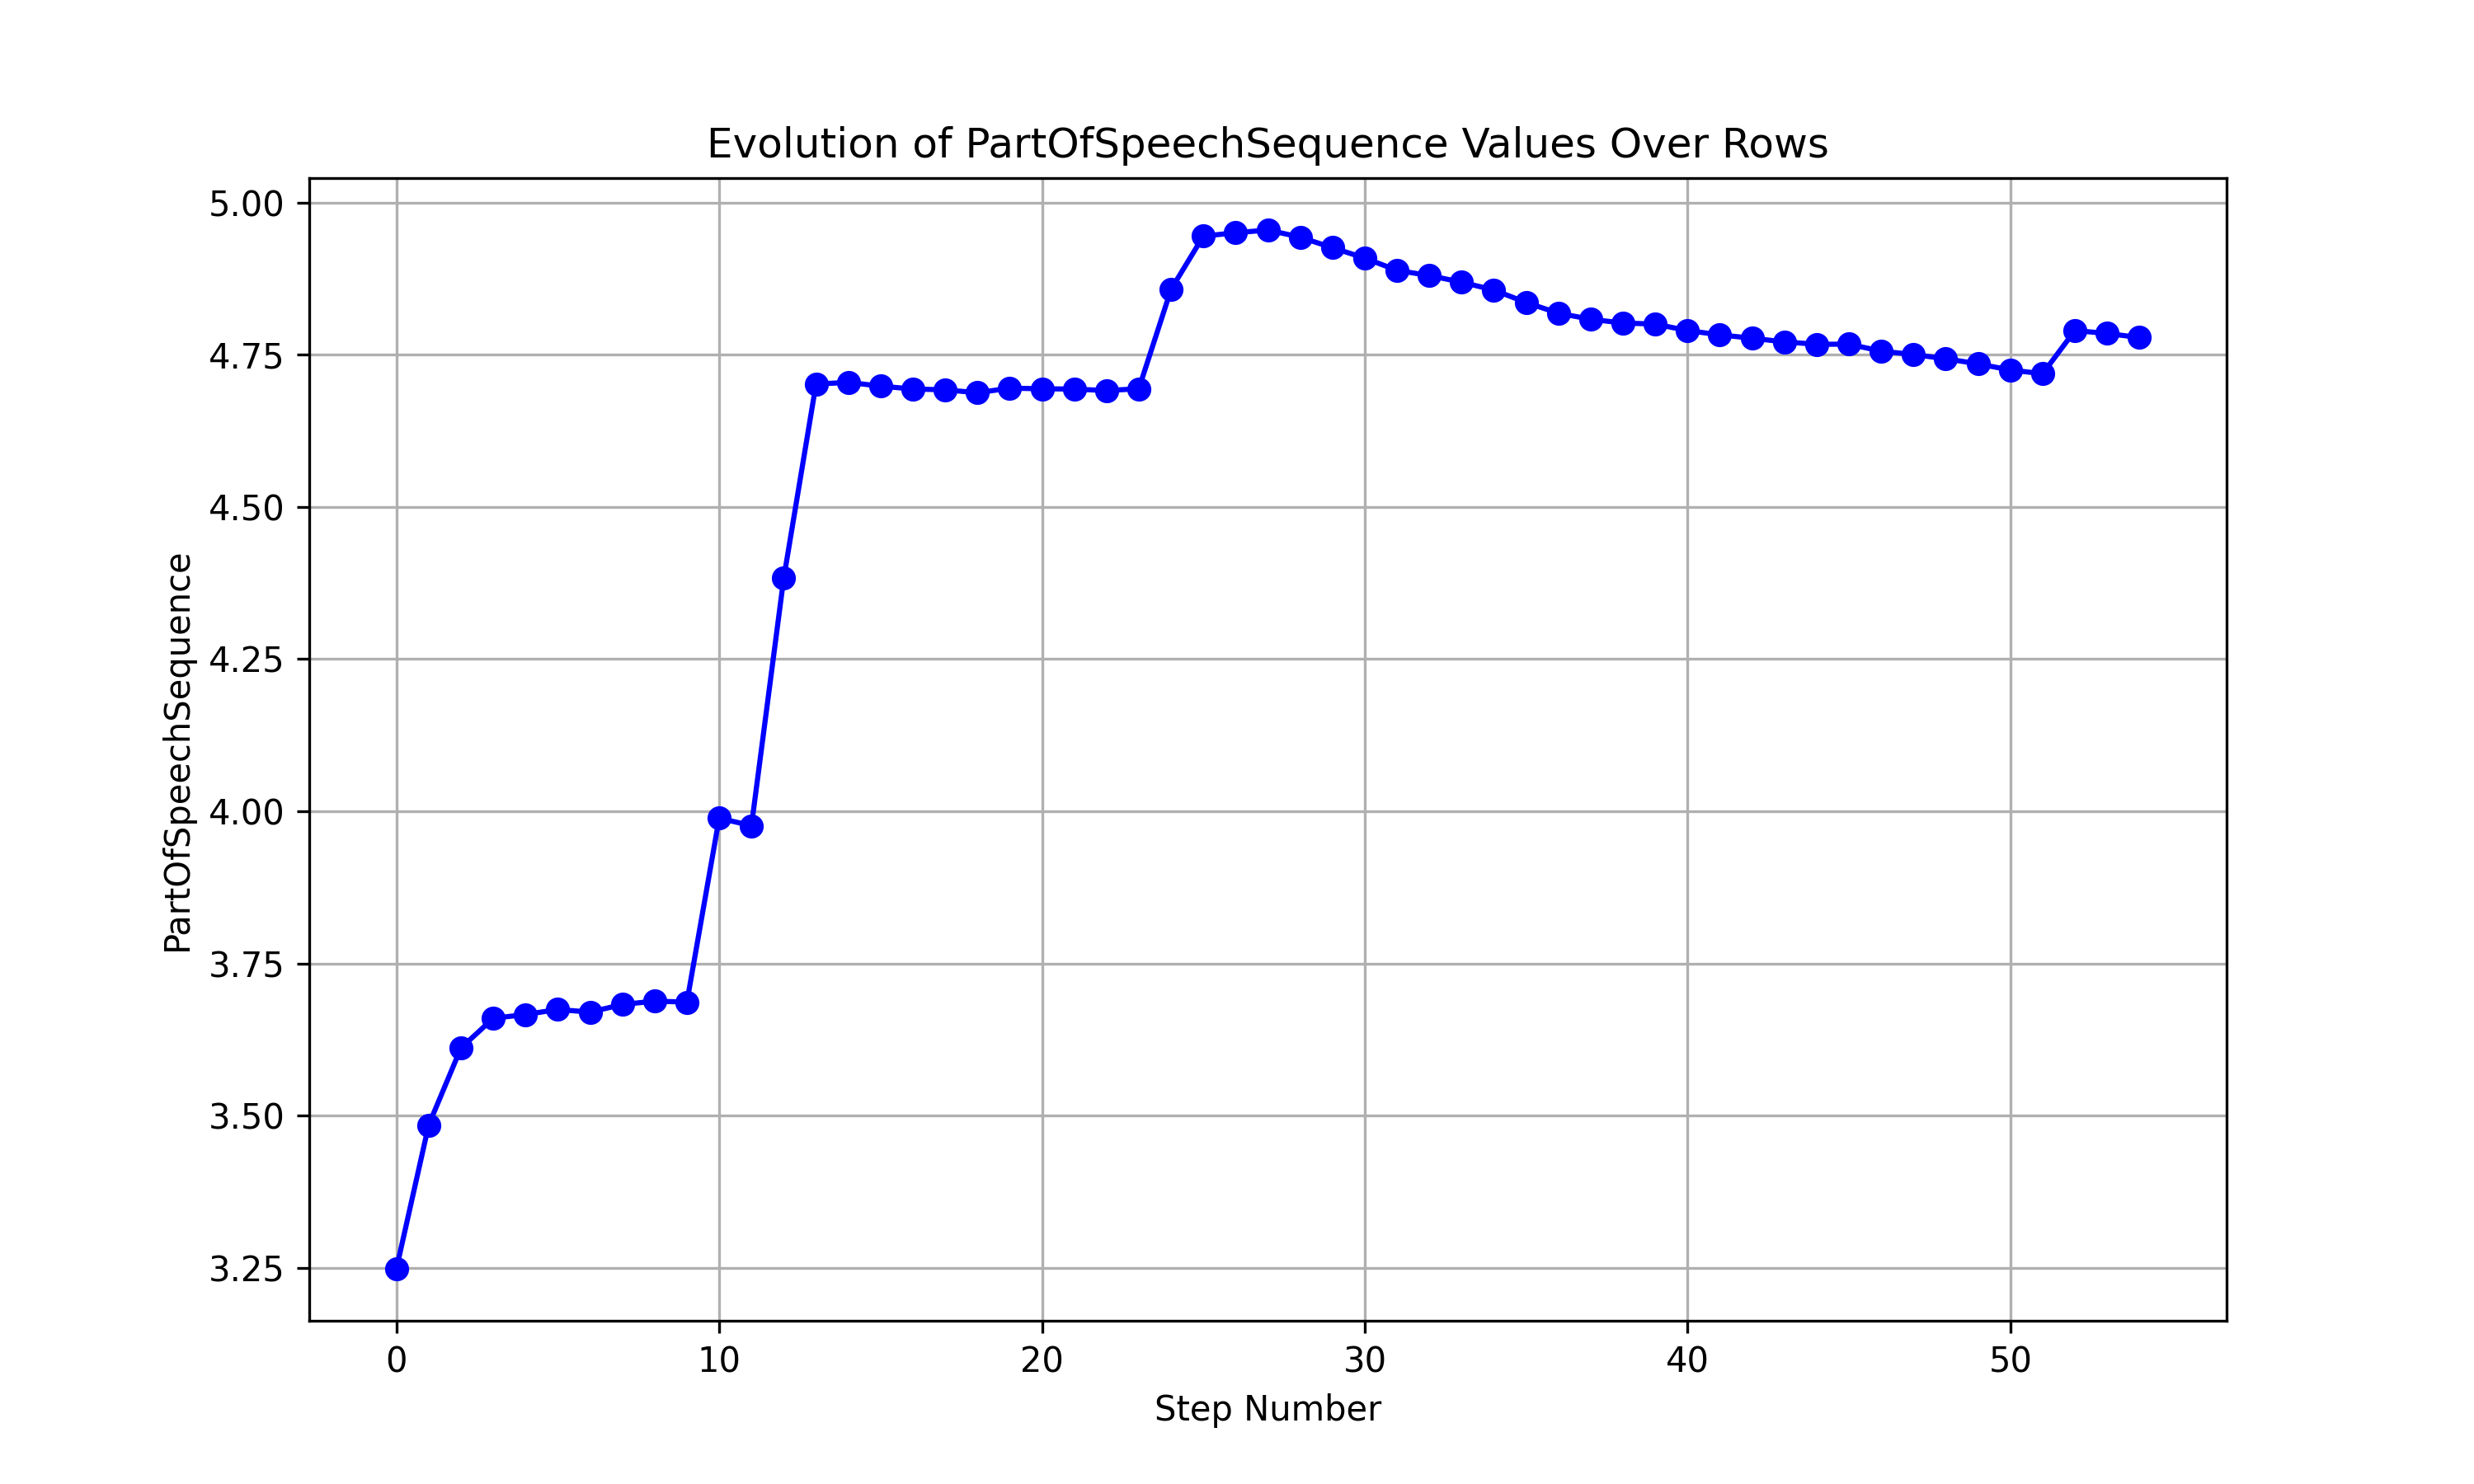 Evolution of PartOfSpeechSequence Values Over Rows
PartOfSpeechSequence
5.00
4.75
4.50
4.25
4.00
3.75
3.50
3.25
0 10 20 30 40 50
Step Number